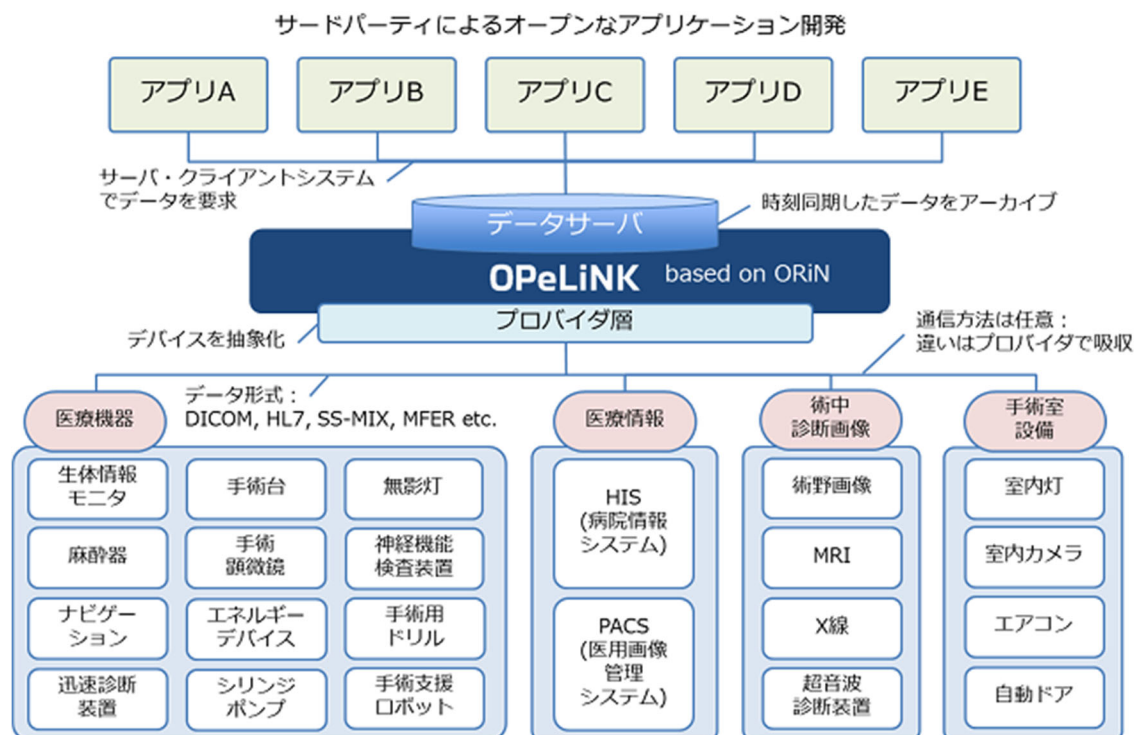 サードパーティによるオープンなアプリケーション開発
アプリA
アプリB
アプリC
アプリD
アプリE
サーバ・クライアントシステム
でデータを要求
時刻同期したデータをアーカイブ
データサーバ
OPeLiNK based on ORiN
プロバイダ層
デバイスを抽象化
通信方法は任意：
違いはプロバイダで吸収
データ形式：
DICOM, HL7, SS-MIX, MFER etc.
医療機器
生体情報
モニタ
手術台
無影灯
麻酔器
手術
顕微鏡
神経機能
検査装置
ナビゲー
ション
エネルギー
デバイス
手術用
ドリル
迅速診断
装置
シリンジ
ポンプ
手術支援
ロボット
医療情報
HIS
(病院情報
システム)
PACS
(医用画像
管理
システム)
術中
診断画像
術野画像
MRI
X線
超音波
診断装置
手術室
設備
室内灯
室内カメラ
エアコン
自動ドア